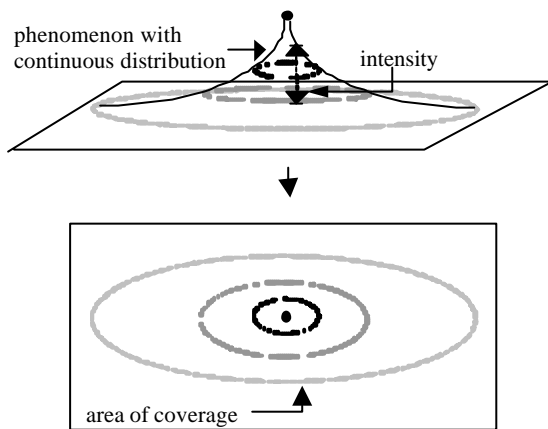 phenomenon with
continuous distribution
intensity
area of coverage